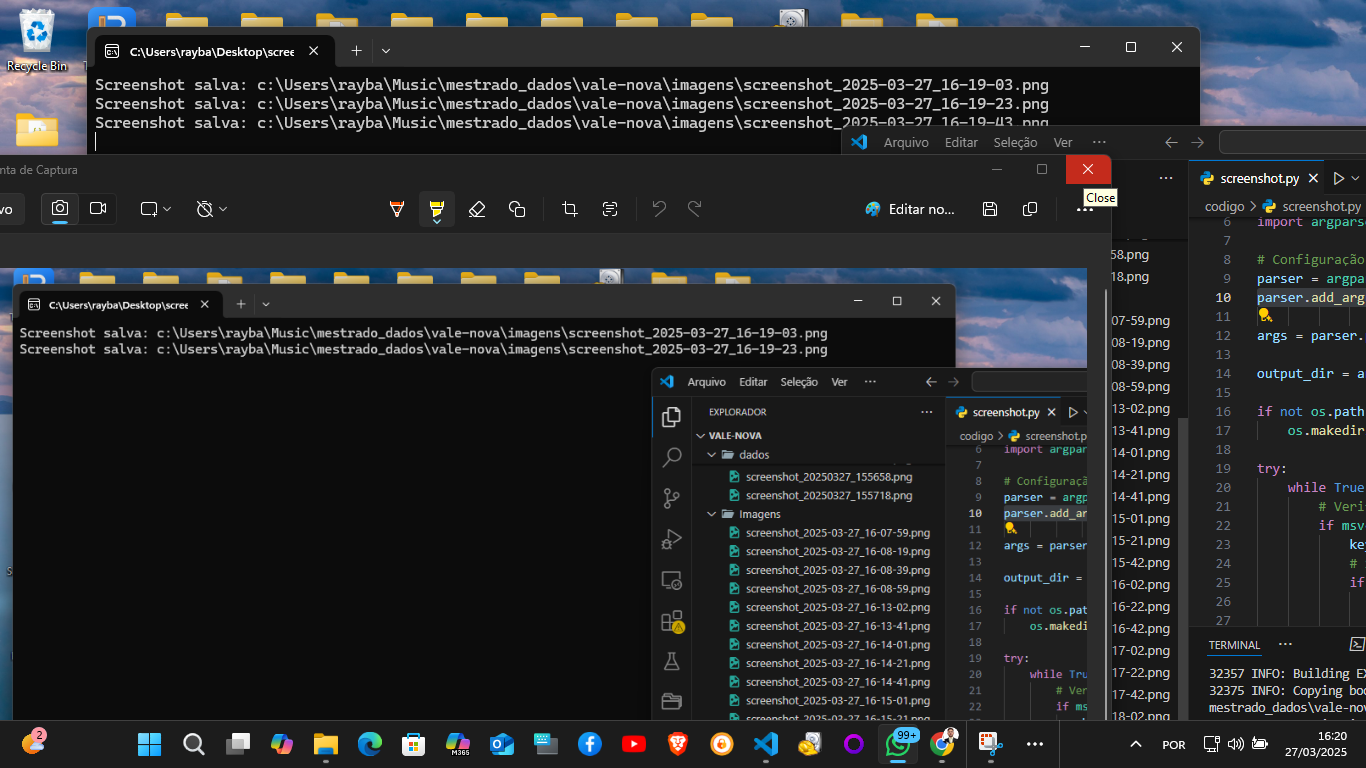 Recycle Bin
C:\Users\rayba\Desktop\scree
Screenshot salva: c:\Users\rayba\Music\mestrado_dados\vale-nova\imagens\screenshot_2025-03-27_16-19-03.png
Screenshot salva: c:\Users\rayba\Music\mestrado_dados\vale-nova\imagens\screenshot_2025-03-27_16-19-23.png
Screenshot salva: c:\Users\rayba\Music\mestrado_dados\vale-nova\imagens\screenshot_2025-03-27_16-19-43.png
Arquivo Editar Seleção Ver ···
nta de Captura
vo
Editar no...
Close
C:\Users\rayba\Desktop\scree
Screenshot salva: c:\Users\rayba\Music\mestrado_dados\vale-nova\imagens\screenshot_2025-03-27_16-19-03.png
Screenshot salva: c:\Users\rayba\Music\mestrado_dados\vale-nova\imagens\screenshot_2025-03-27_16-19-23.png
Arquivo Editar Seleção Ver ···
EXPLORADOR
VALE-NOVA
dados
screenshot_20250327_155658.png
screenshot_20250327_155718.png
Imagens
screenshot_2025-03-27_16-07-59.png
screenshot_2025-03-27_16-08-19.png
screenshot_2025-03-27_16-08-39.png
screenshot_2025-03-27_16-08-59.png
screenshot_2025-03-27_16-13-02.png
screenshot_2025-03-27_16-13-41.png
screenshot_2025-03-27_16-14-01.png
screenshot_2025-03-27_16-14-21.png
screenshot_2025-03-27_16-14-41.png
screenshot_2025-03-27_16-15-01.png
screenshot_2025-03-27_16-15-21.png
screenshot.py
codigo > screenshot.p
6 import argpar
7
8 # Configuraçã
9 parser = argp
10 parser.add_ar
11
12 args = parser
13
14 output_dir =
15
16 if not os.pat
17 os.makedi
18
19 try:
20 while Tru
21 # Ver
22 if ms
58.png
18.png
07-59.png
08-19.png
08-39.png
08-59.png
13-02.png
13-41.png
14-01.png
14-21.png
14-41.png
15-01.png
15-21.png
15-42.png
16-02.png
16-22.png
16-42.png
17-02.png
17-22.png
17-42.png
18-02.png
screenshot.py
codigo > screenshot.py
6 import argpars
7
8 # Configuração
9 parser = argpa
10 parser.add_arg
11
12 args = parser.
13
14 output_dir = a
15
16 if not os.path
17 os.makedir
18
19 try:
20 while True
21 # Veri
22 if msv
23 key
24 #
25 if
26
27
TERMINAL ···
32357 INFO: Building EX
32375 INFO: Copying boo
mestrado_dados\vale-nov
2
M365
99+
POR
16:20
27/03/2025